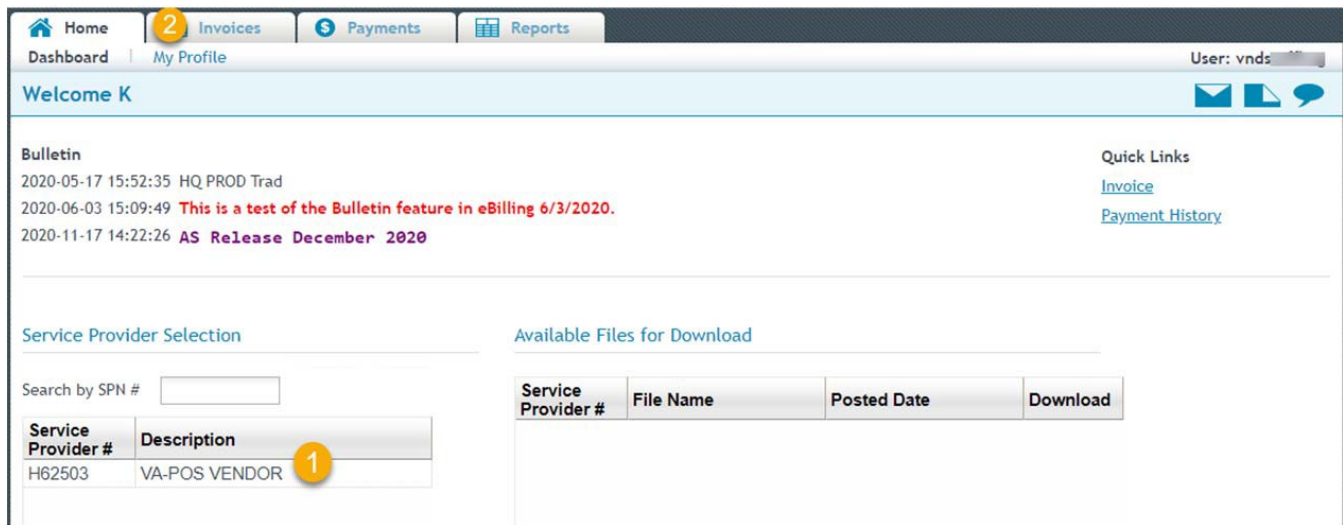 Home 2 Invoices Payments Reports
Dashboard My Profile User: vnds
Welcome K
Bulletin
2020-05-17 15:52:35 HQ PROD Trad
2020-06-03 15:09:49 This is a test of the Bulletin feature in eBilling 6/3/2020.
2020-11-17 14:22:26 AS Release December 2020
Quick Links
Invoice
Payment History
Service Provider Selection
Search by SPN #
Service Provider # Description
H62503 VA-POS VENDOR 1
Available Files for Download
Service Provider # File Name Posted Date Download